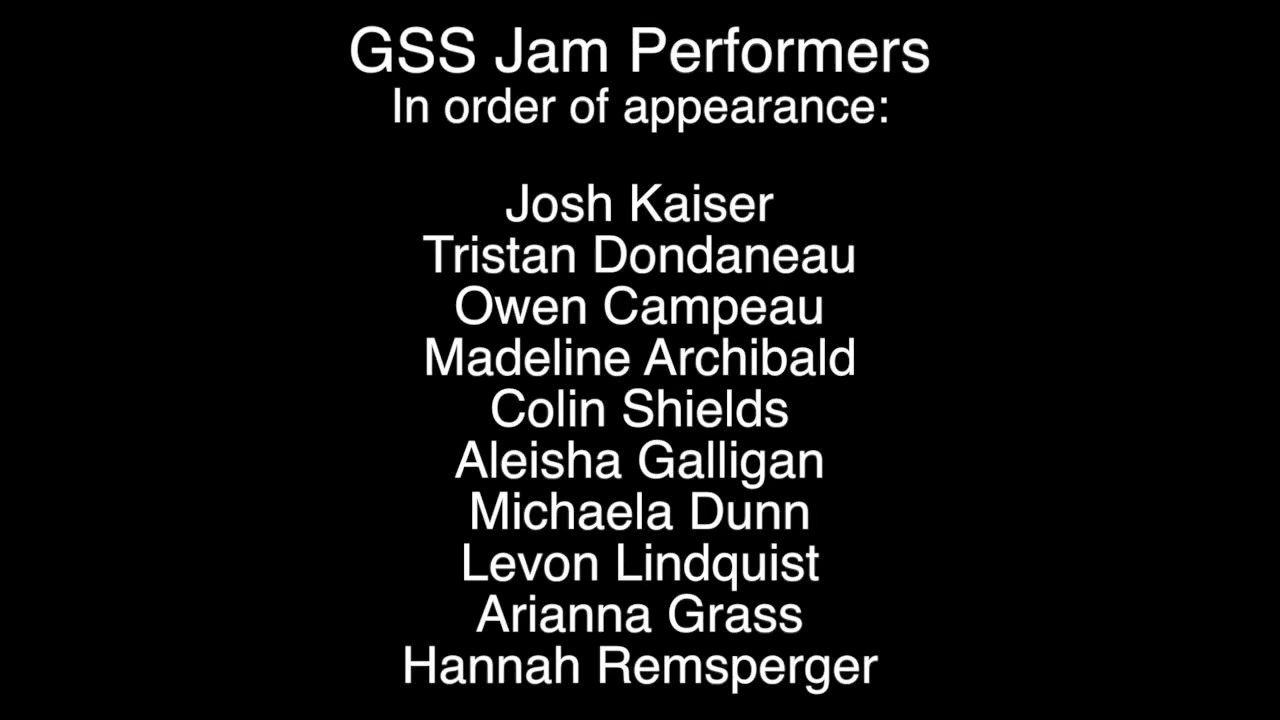 GSS Jam Performers
In order of appearance:
Josh Kaiser
Tristan Dondaneau
Owen Campeau
Madeline Archibald
Colin Shields
Aleisha Galligan
Michaela Dunn
Levon Lindquist
Arianna Grass
Hannah Remsperger